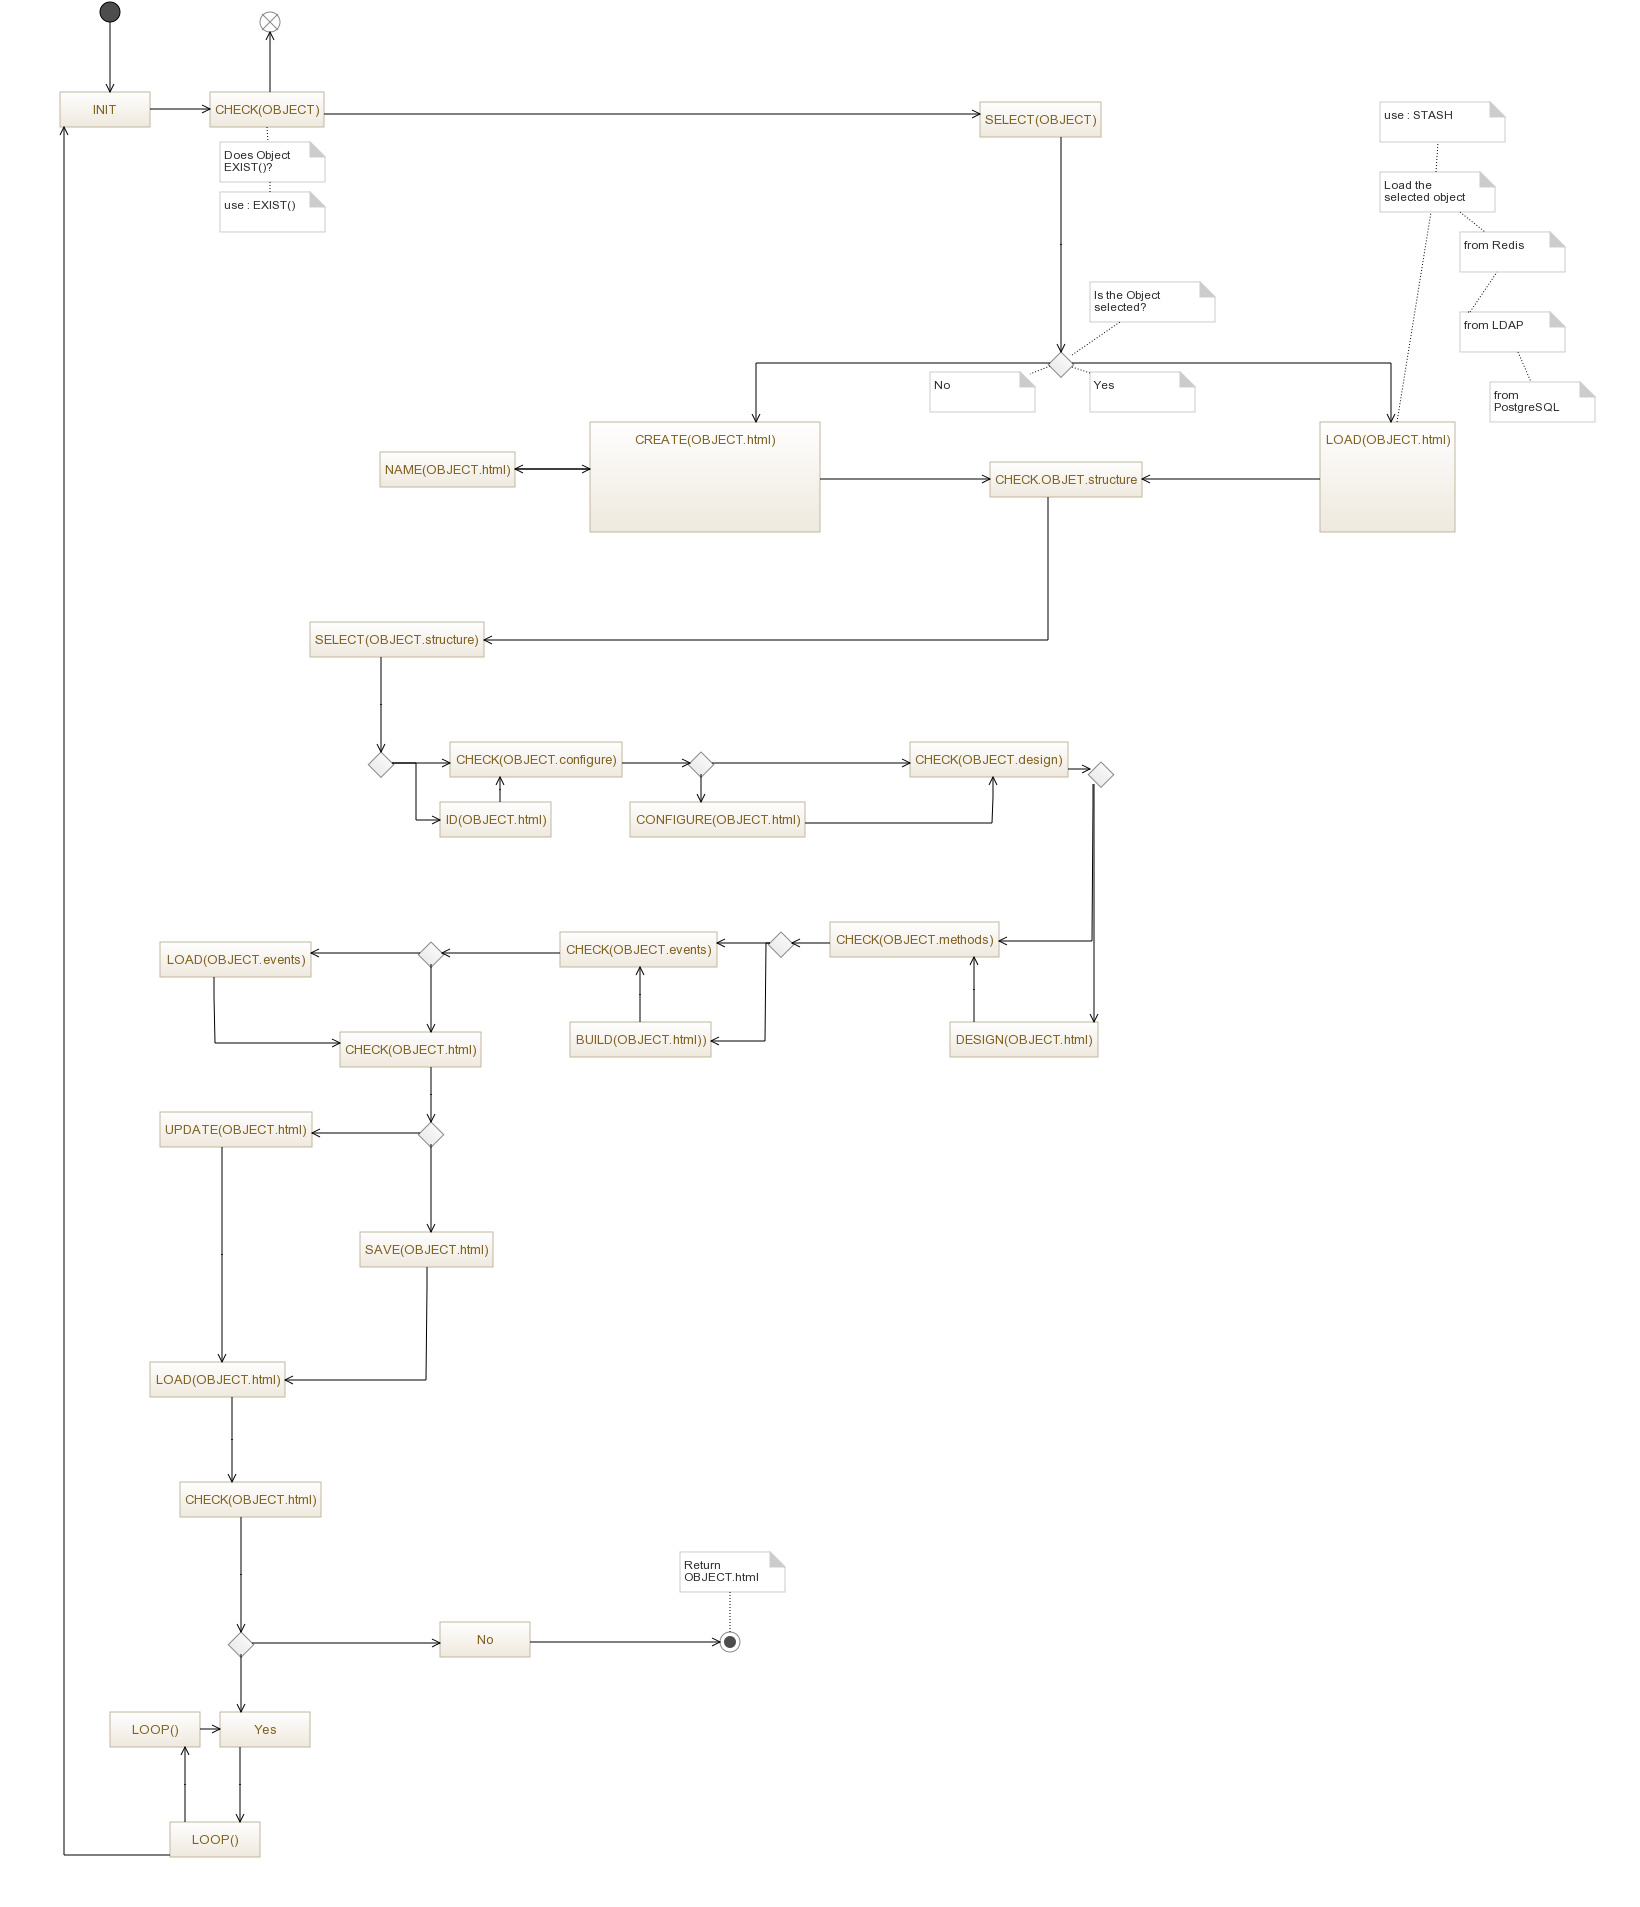 INIT
CHECK(OBJECT)
SELECT(OBJECT)
use : STASH
Does Object
EXIST()?
use : EXIST()
Load the
selected object
from Redis
from LDAP
from
PostgreSQL
Is the Object
selected?
No
Yes
CREATE(OBJECT.html)
LOAD(OBJECT.html)
NAME(OBJECT.html)
CHECK.OBJET.structure
SELECT(OBJECT.structure)
CHECK(OBJECT.configure)
CHECK(OBJECT.design)
ID(OBJECT.html)
CONFIGURE(OBJECT.html)
LOAD(OBJECT.events)
CHECK(OBJECT.events)
CHECK(OBJECT.methods)
CHECK(OBJECT.html)
BUILD(OBJECT.html))
DESIGN(OBJECT.html)
UPDATE(OBJECT.html)
SAVE(OBJECT.html)
LOAD(OBJECT.html)
CHECK(OBJECT.html)
Return
OBJECT.html
No
LOOP()
Yes
LOOP()